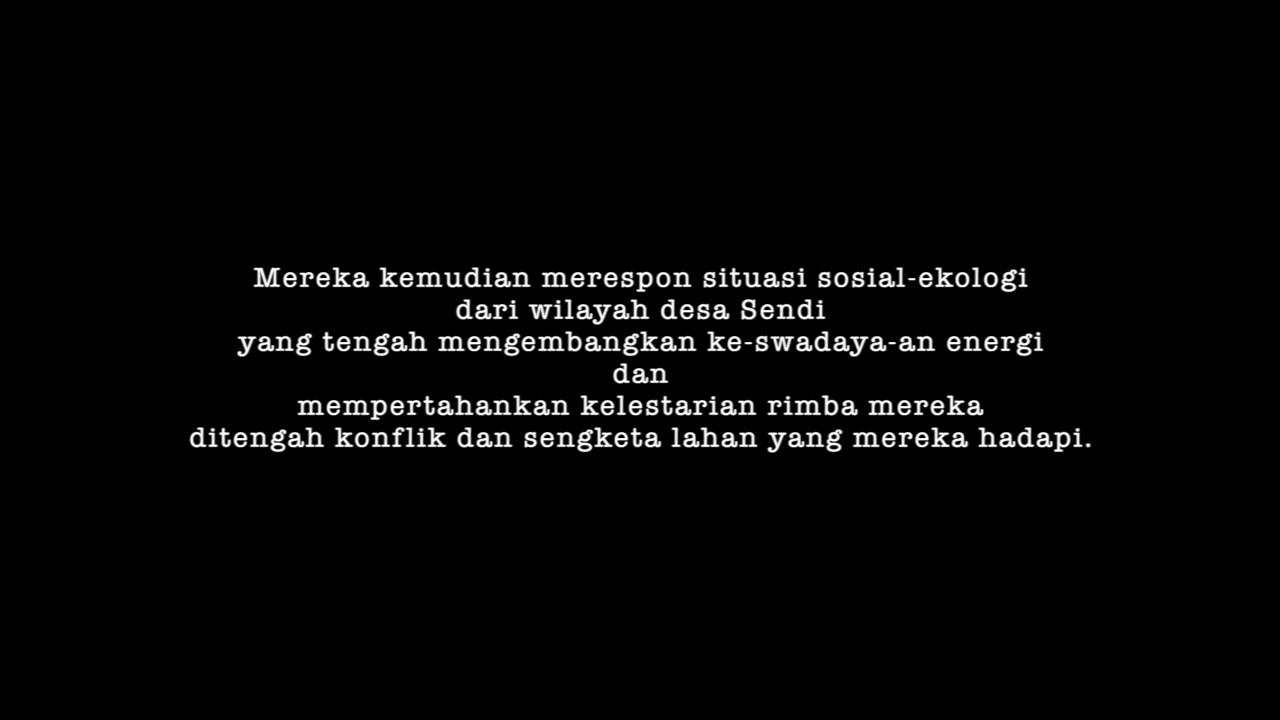 Mereka kemudian merespon situasi sosial-ekologi
dari wilayah desa Sendi
yang tengah mengembangkan ke-swadaya-an energi
dan
mempertahankan kelestarian rimba mereka
ditengah konflik dan sengketa lahan yang mereka hadapi.